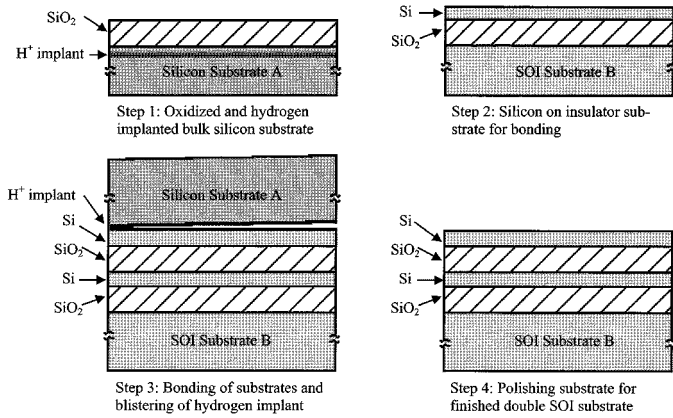 SiO2
H+ implant
Silicon Substrate A
Step 1: Oxidized and hydrogen
implanted bulk silicon substrate
Si
SiO2
SOI Substrate B
Step 2: Silicon on insulator sub-
strate for bonding
H+ implant
Si
SiO2
Si
SiO2
Silicon Substrate A
SOI Substrate B
Step 3: Bonding of substrates and
blistering of hydrogen implant
Si
SiO2
Si
SiO2
SOI Substrate B
Step 4: Polishing substrate for
finished double SOI substrate